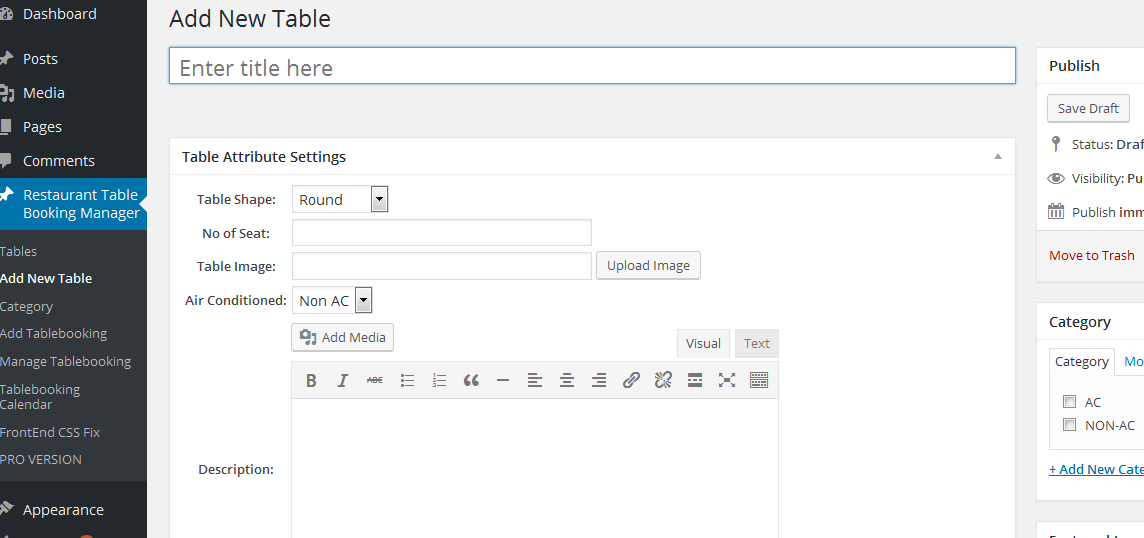 Dashboard
Posts
Media
Pages
Comments
Restaurant Table
Booking Manager
Tables
Add New Table
Category
Add Tablebooking
Manage Tablebooking
Tablebooking
Calendar
FrontEnd CSS Fix
PRO VERSION
Appearance
Add New Table
Enter title here
Table Attribute Settings
Table Shape: Round
No of Seat:
Table Image: Upload Image
Air Conditioned: Non AC
Add Media
Visual Text
B I ABC
Description:
Publish
Save Draft
Status: Draf
Visibility: Pu
Publish imm
Move to Trash
Category
Category Mo
AC
NON-AC
+ Add New Cate